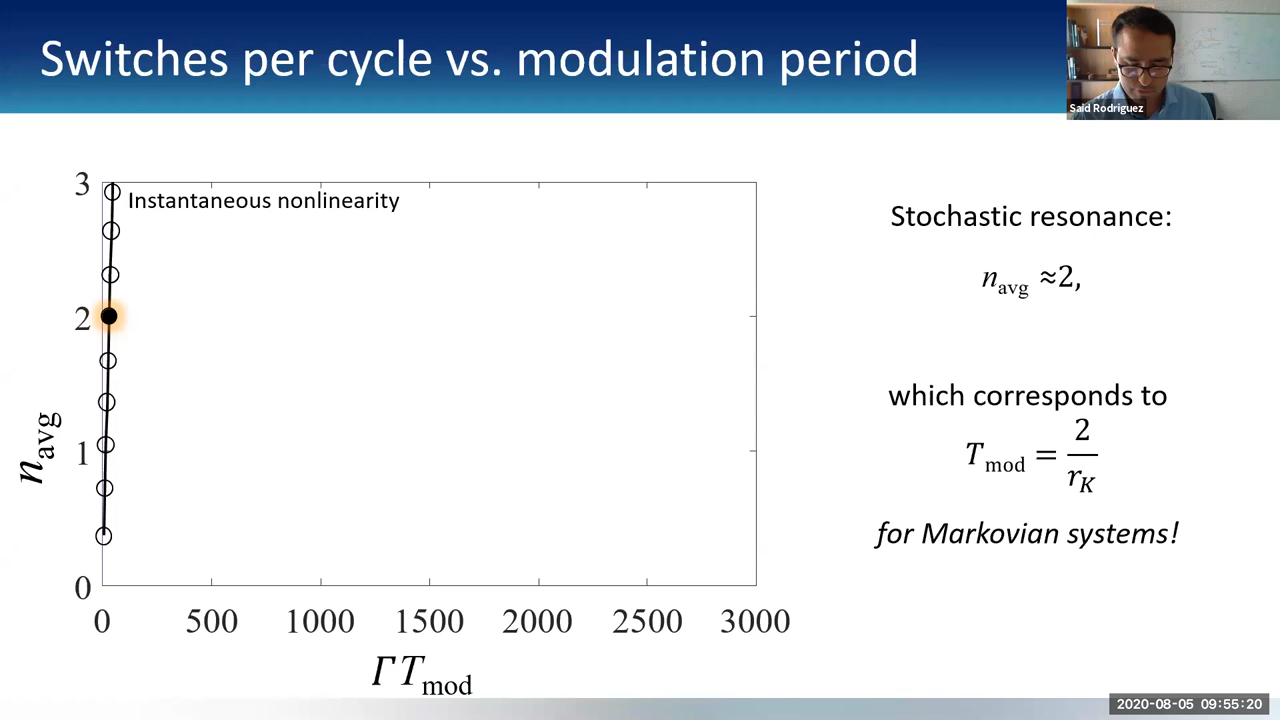 Switches per cycle vs. modulation period
Said Rodriguez
3
Instantaneous nonlinearity
2
1
0
n_avg
0 500 1000 1500 2000 2500 3000
Γ T_mod
Stochastic resonance:
n_avg ≈2,
which corresponds to
T_mod = 2/r_K
for Markovian systems!
2020-08-05 09:55:20